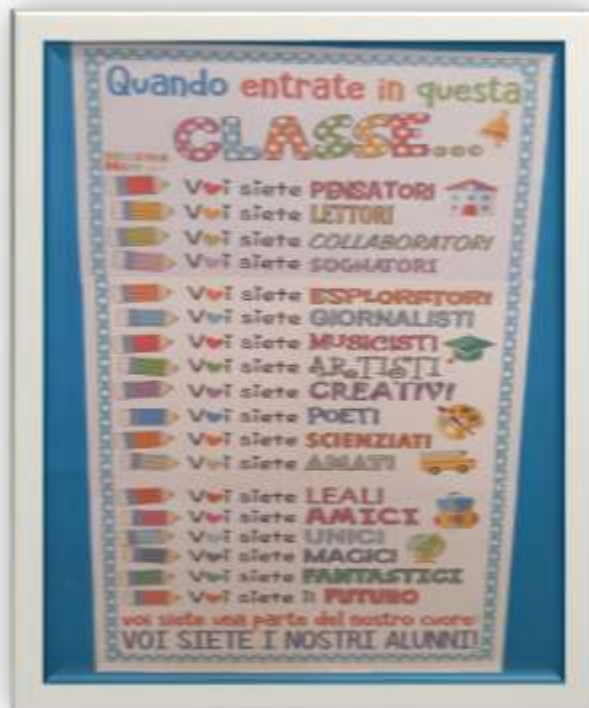 Quando entrate in questa
CLASSE...
Voi siete PENSATORI
Voi siete LETTORI
Voi siete COLLABORATORI
Voi siete SOGNATORI
Voi siete ESPLORATORI
Voi siete GIORNALISTI
Voi siete MUSICISTI
Voi siete ARTISTI
Voi siete CREATIVI
Voi siete POETI
Voi siete SCIENZIATI
Voi siete AMATI
Voi siete LEALI
Voi siete AMICI
Voi siete UNICI
Voi siete MAGICI
Voi siete FANTASTICI
Voi siete il FUTURO
voi siete una parte del nostro cuore:
VOI SIETE I NOSTRI ALUNNI!